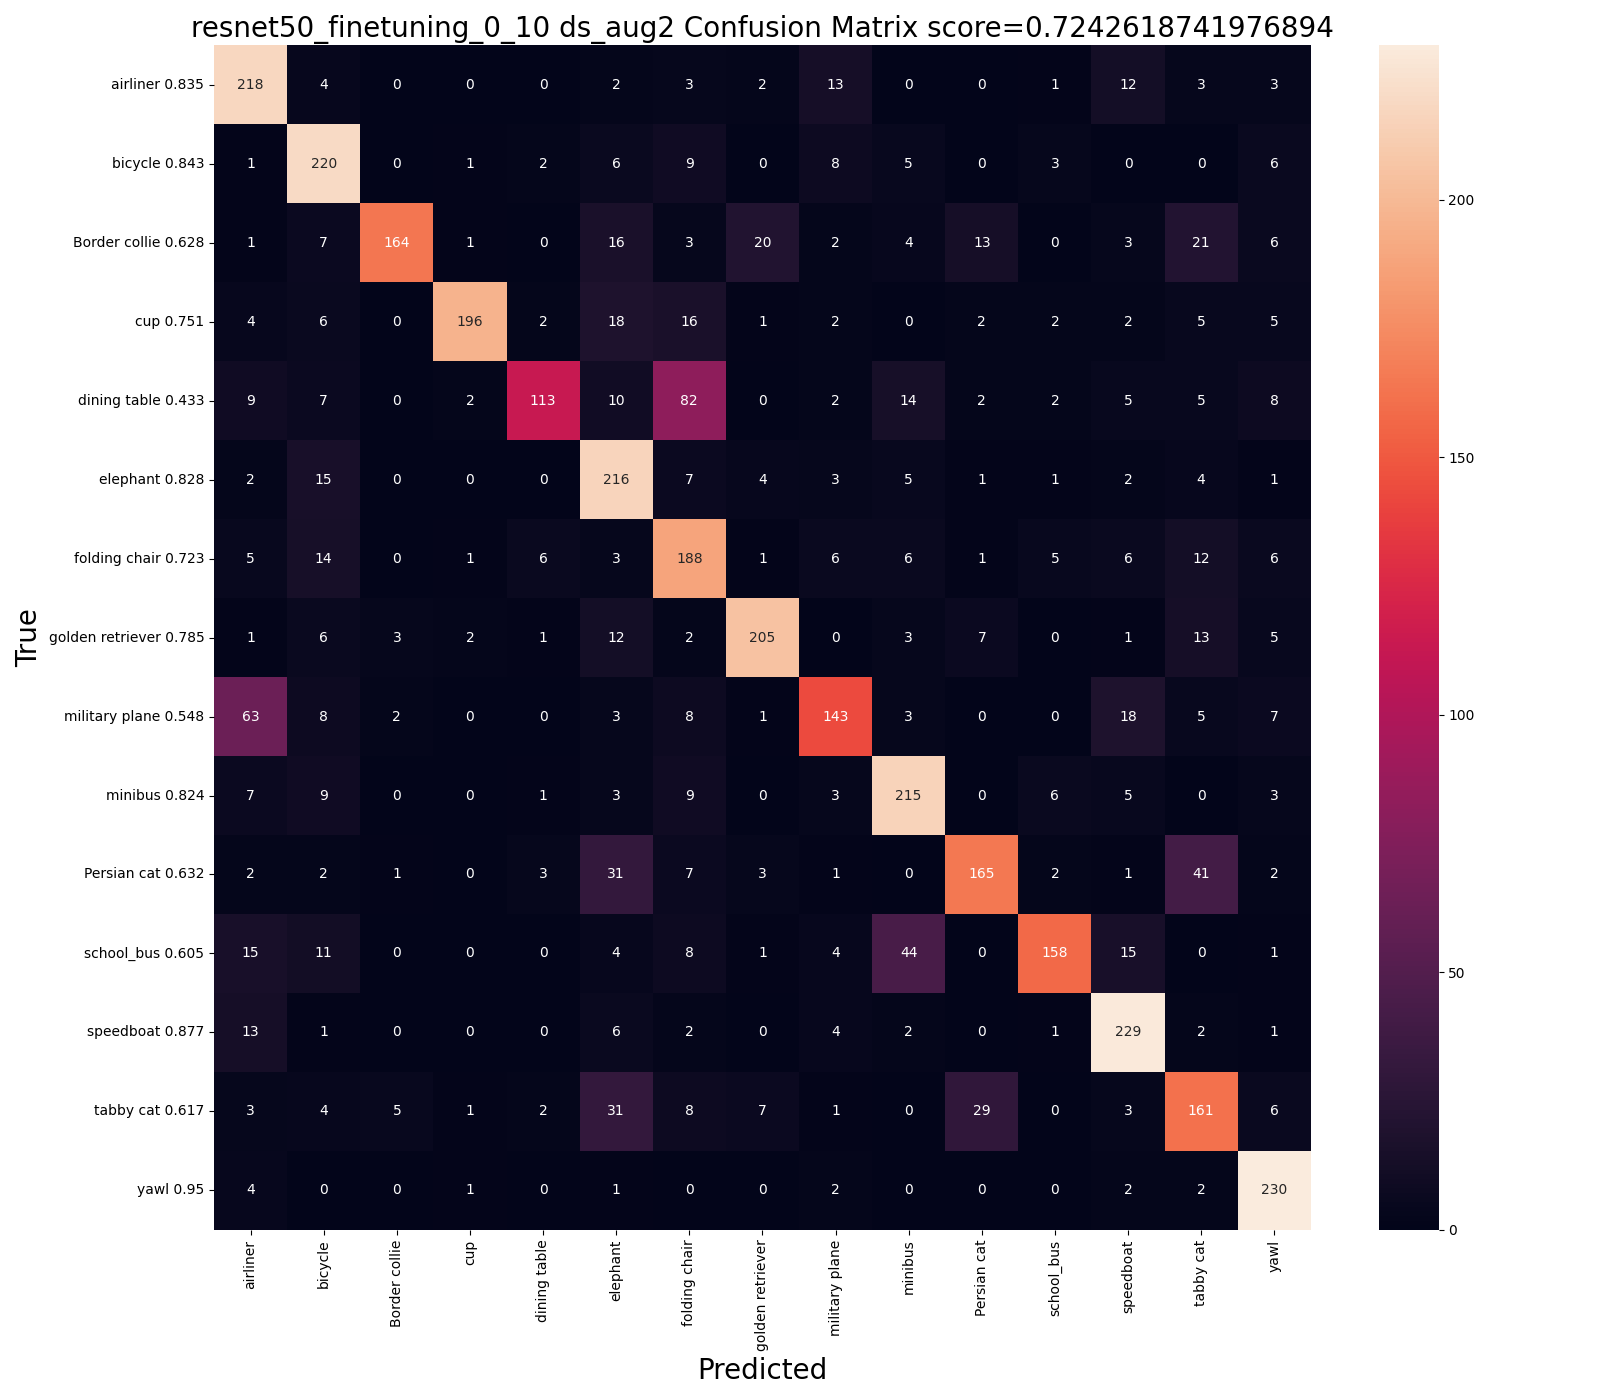 resnet50_finetuning_0_10 ds_aug2 Confusion Matrix score=0.7242618741976894
True
airliner 0.835 218 4 0 0 0 2 3 2 13 0 0 1 12 3 3
bicycle 0.843 1 220 0 1 2 6 9 0 8 5 0 3 0 0 6
Border collie 0.628 1 7 164 1 0 16 3 20 2 4 13 0 3 21 6
cup 0.751 4 6 0 196 2 18 16 1 2 0 2 2 2 5 5
dining table 0.433 9 7 0 2 113 10 82 0 2 14 2 2 5 5 8
elephant 0.828 2 15 0 0 0 216 7 4 3 5 1 1 2 4 1
folding chair 0.723 5 14 0 1 6 3 188 1 6 6 1 5 6 12 6
golden retriever 0.785 1 6 3 2 1 12 2 205 0 3 7 0 1 13 5
military plane 0.548 63 8 2 0 0 3 8 1 143 3 0 0 18 5 7
minibus 0.824 7 9 0 0 1 3 9 0 3 215 0 6 5 0 3
Persian cat 0.632 2 2 1 0 3 31 7 3 1 0 165 2 1 41 2
school_bus 0.605 15 11 0 0 0 4 8 1 4 44 0 158 15 0 1
speedboat 0.877 13 1 0 0 0 6 2 0 4 2 0 1 229 2 1
tabby cat 0.617 3 4 5 1 2 31 8 7 1 0 29 0 3 161 6
yawl 0.95 4 0 0 1 0 1 0 0 2 0 0 0 2 2 230
airliner bicycle Border collie cup dining table elephant folding chair golden retriever military plane minibus Persian cat school_bus speedboat tabby cat yawl
Predicted
200
150
100
50
0